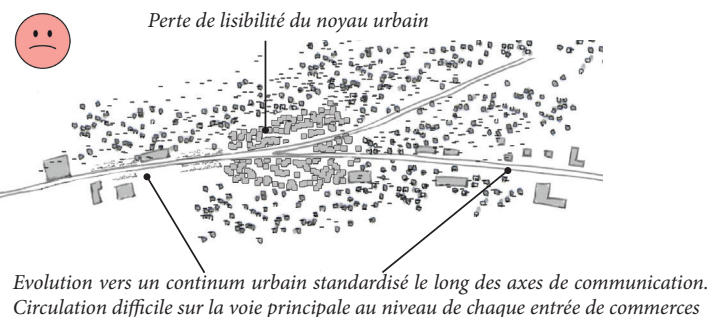 Perte de lisibilité du noyau urbain
Evolution vers un continum urbain standardisé le long des axes de communication.
Circulation difficile sur la voie principale au niveau de chaque entrée de commerces